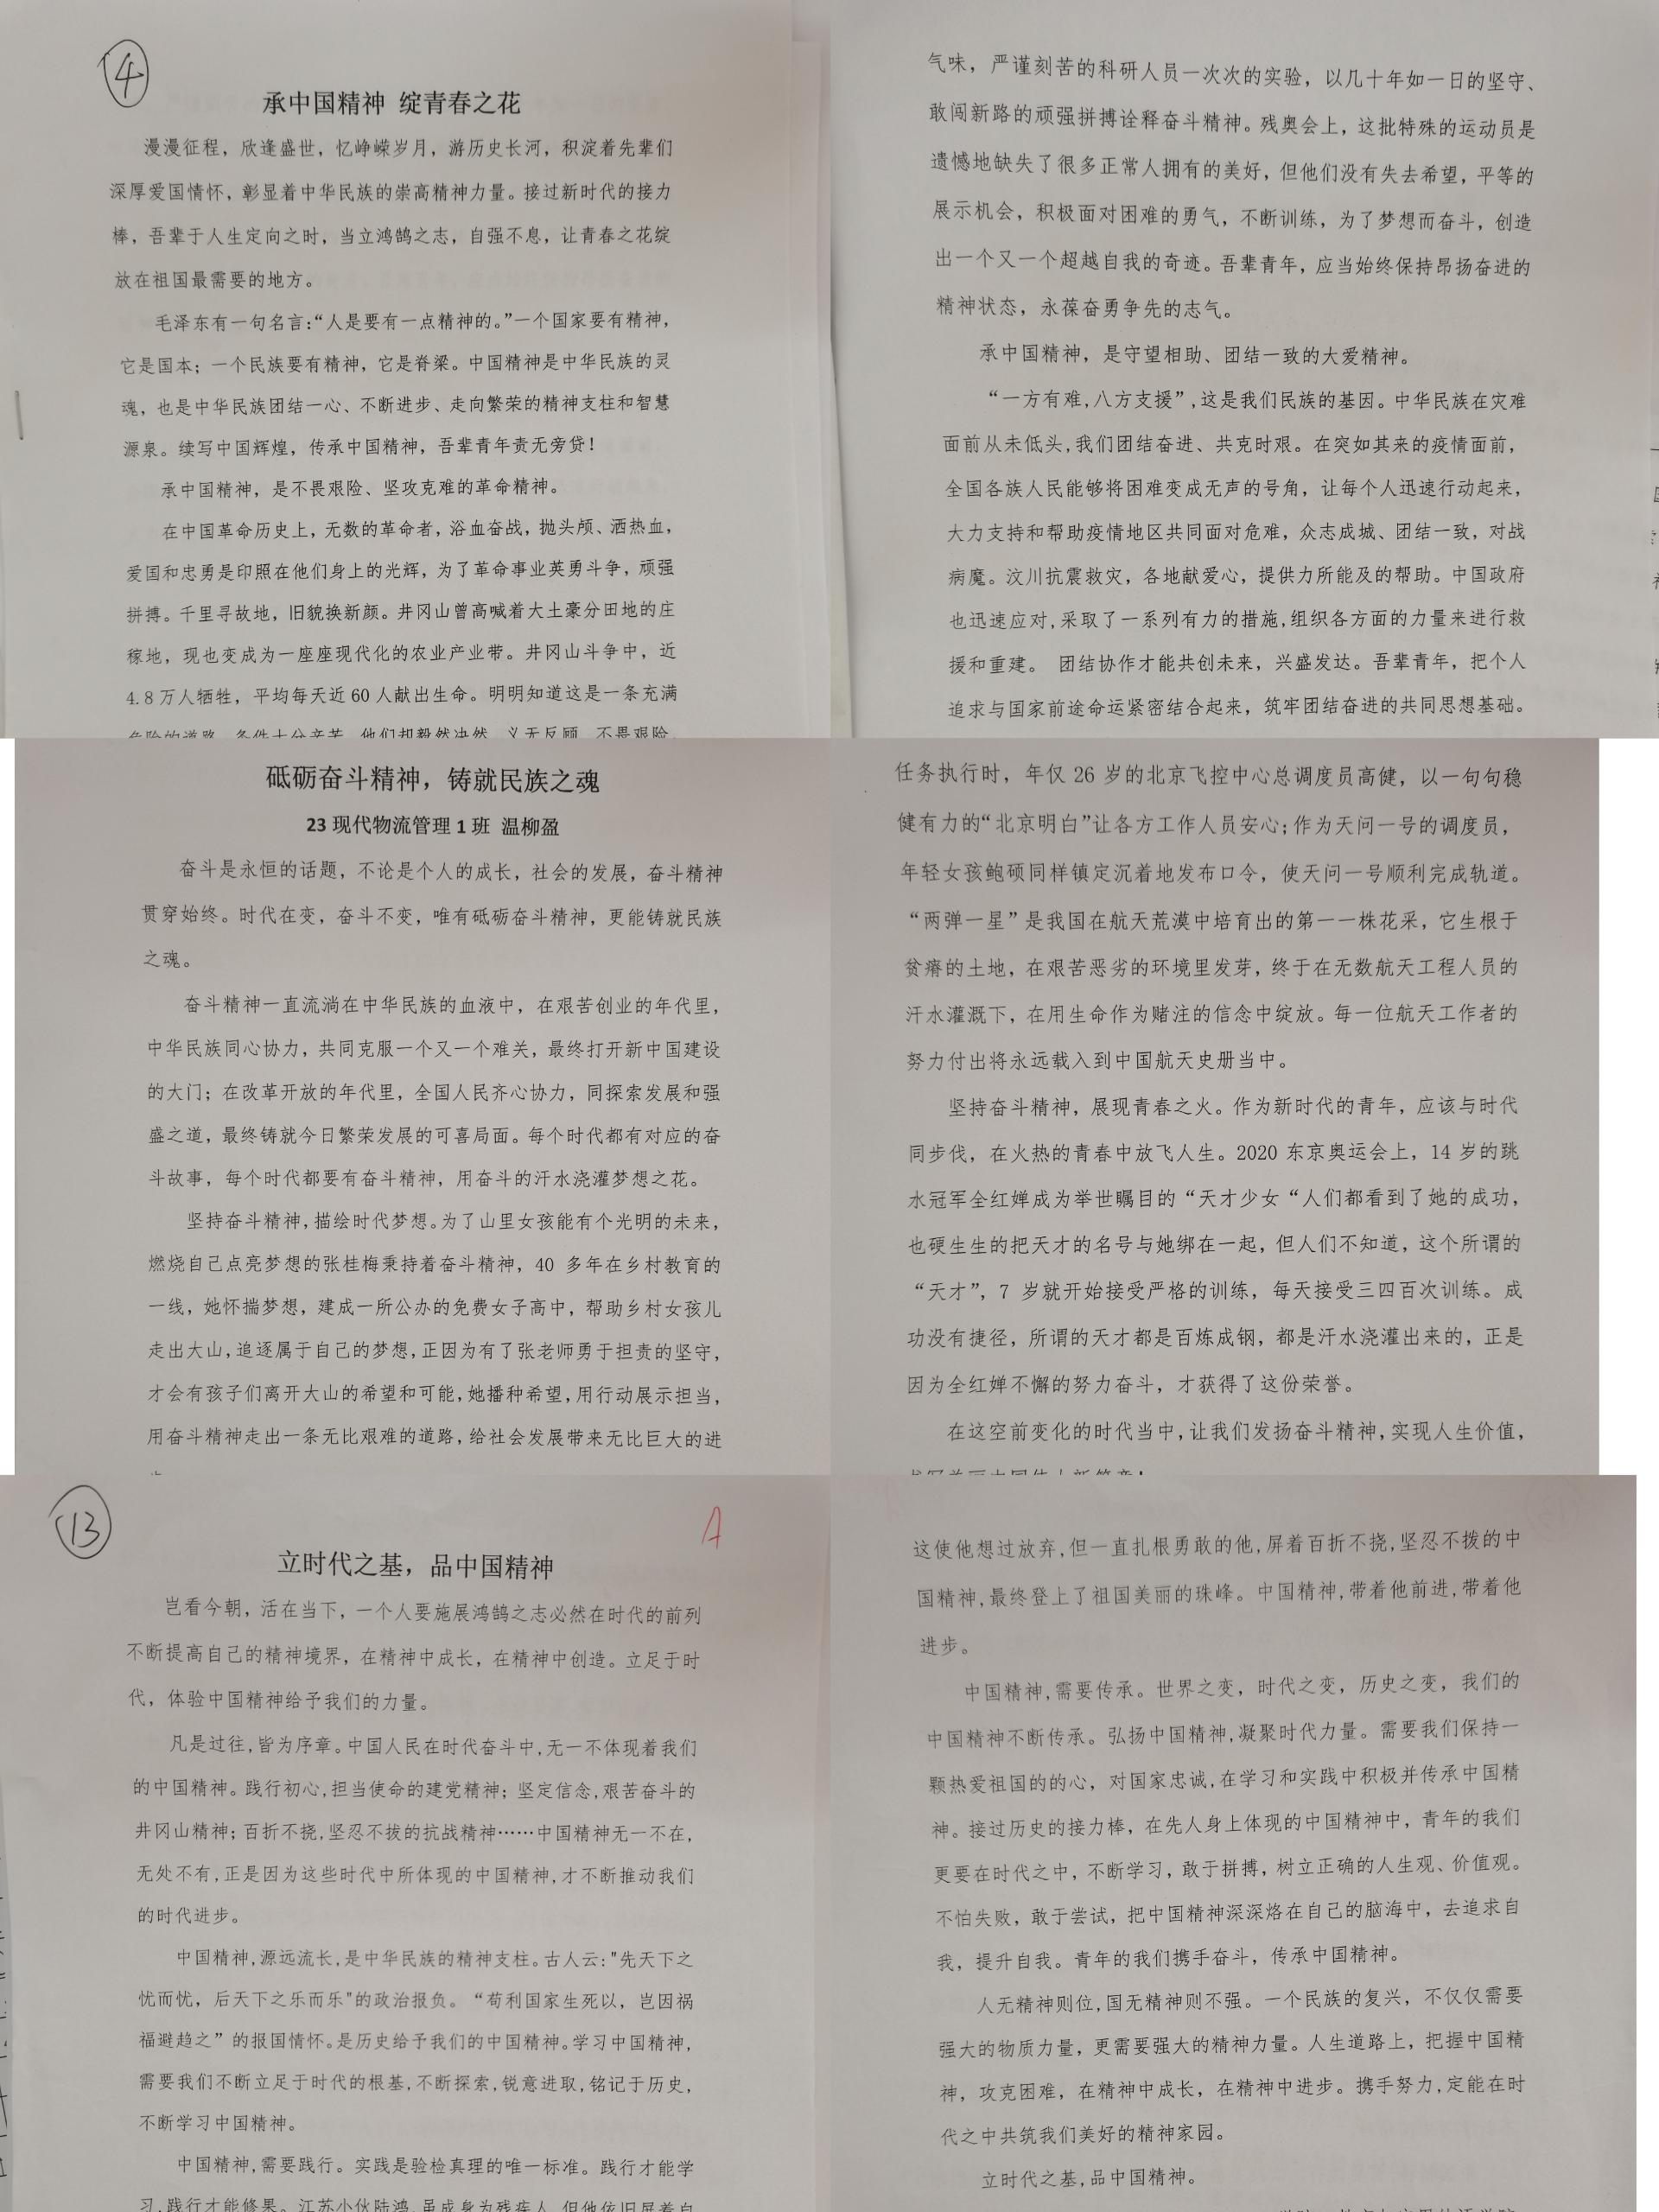 4
承中国精神 绽青春之花
漫漫征程，欣逢盛世，忆峥嵘岁月，游历史长河，积淀着先辈们
深厚爱国情怀，彰显着中华民族的崇高精神力量。接过新时代的接力
棒，吾辈于人生定向之时，当立鸿鹄之志，自强不息，让青春之花绽
放在祖国最需要的地方。
毛泽东有一句名言：“人是要有一点精神的。”一个国家要有精神，
它是国本；一个民族要有精神，它是脊梁。中国精神是中华民族的灵
魂，也是中华民族团结一心、不断进步、走向繁荣的精神支柱和智慧
源泉。续写中国辉煌，传承中国精神，吾辈青年责无旁贷！
承中国精神，是不畏艰险、坚攻克难的革命精神。
在中国革命历史上，无数的革命者，浴血奋战，抛头颅、洒热血，
爱国和忠勇是印照在他们身上的光辉，为了革命事业英勇斗争，顽强
拼搏。千里寻故地，旧貌换新颜。井冈山曾高喊着大土豪分田地的庄
稼地，现也变成为一座座现代化的农业产业带。井冈山斗争中，近
4.8 万人牺牲，平均每天近 60 人献出生命。明明知道这是一条充满
危险的道路，条件十分辛苦，他们却毅然决然，义无反顾，不畏艰险，
气味，严谨刻苦的科研人员一次次的实验，以几十年如一日的坚守、
敢闯新路的顽强拼搏诠释奋斗精神。残奥会上，这批特殊的运动员是
遗憾地缺失了很多正常人拥有的美好，但他们没有失去希望，平等的
展示机会，积极面对困难的勇气，不断训练，为了梦想而奋斗，创造
出一个又一个超越自我的奇迹。吾辈青年，应当始终保持昂扬奋进的
精神状态，永葆奋勇争先的志气。
承中国精神，是守望相助、团结一致的大爱精神。
“一方有难，八方支援”，这是我们民族的基因。中华民族在灾难
面前从未低头，我们团结奋进、共克时艰。在突如其来的疫情面前，
全国各族人民能够将困难变成无声的号角，让每个人迅速行动起来，
大力支持和帮助疫情地区共同面对危难，众志成城、团结一致，对战
病魔。汶川抗震救灾，各地献爱心，提供力所能及的帮助。中国政府
也迅速应对，采取了一系列有力的措施，组织各方面的力量来进行救
援和重建。 团结协作才能共创未来，兴盛发达。吾辈青年，把个人
追求与国家前途命运紧密结合起来，筑牢团结奋进的共同思想基础。
砥砺奋斗精神，铸就民族之魂
23 现代物流管理 1 班 温柳盈
奋斗是永恒的话题，不论是个人的成长，社会的发展，奋斗精神
贯穿始终。时代在变，奋斗不变，唯有砥砺奋斗精神，更能铸就民族
之魂。
奋斗精神一直流淌在中华民族的血液中，在艰苦创业的年代里，
中华民族同心协力，共同克服一个又一个难关，最终打开新中国建设
的大门；在改革开放的年代里，全国人民齐心协力，同探索发展和强
盛之道，最终铸就今日繁荣发展的可喜局面。每个时代都有对应的奋
斗故事，每个时代都要有奋斗精神，用奋斗的汗水浇灌梦想之花。
坚持奋斗精神，描绘时代梦想。为了山里女孩能有个光明的未来，
燃烧自己点亮梦想的张桂梅秉持着奋斗精神，40 多年在乡村教育的
一线，她怀揣梦想，建成一所公办的免费女子高中，帮助乡村女孩儿
走出大山，追逐属于自己的梦想，正因为有了张老师勇于担责的坚守，
才会有孩子们离开大山的希望和可能，她播种希望，用行动展示担当，
用奋斗精神走出一条无比艰难的道路，给社会发展带来无比巨大的进
任务执行时，年仅 26 岁的北京飞控中心总调度员高健，以一句句稳
健有力的“北京明白”让各方工作人员安心；作为天问一号的调度员，
年轻女孩鲍硕同样镇定沉着地发布口令，使天问一号顺利完成轨道。
“两弹一星”是我国在航天荒漠中培育出的第一一株花采，它生根于
贫瘠的土地，在艰苦恶劣的环境里发芽，终于在无数航天工程人员的
汗水灌溉下，在用生命作为赌注的信念中绽放。每一位航天工作者的
努力付出将永远载入到中国航天史册当中。
坚持奋斗精神，展现青春之火。作为新时代的青年，应该与时代
同步伐，在火热的青春中放飞人生。2020 东京奥运会上，14 岁的跳
水冠军全红婵成为举世瞩目的“天才少女“人们都看到了她的成功，
也硬生生的把天才的名号与她绑在一起，但人们不知道，这个所谓的
“天才”，7 岁就开始接受严格的训练，每天接受三四百次训练。成
功没有捷径，所谓的天才都是百炼成钢，都是汗水浇灌出来的，正是
因为全红婵不懈的努力奋斗，才获得了这份荣誉。
在这空前变化的时代当中，让我们发扬奋斗精神，实现人生价值，
13
A
立时代之基，品中国精神
岂看今朝，活在当下，一个人要施展鸿鹄之志必然在时代的前列
不断提高自己的精神境界，在精神中成长，在精神中创造。立足于时
代，体验中国精神给予我们的力量。
凡是过往，皆为序章。中国人民在时代奋斗中，无一不体现着我们
的中国精神。践行初心，担当使命的建党精神；坚定信念，艰苦奋斗的
井冈山精神；百折不挠，坚忍不拔的抗战精神……中国精神无一不在，
无处不有，正是因为这些时代中所体现的中国精神，才不断推动我们
的时代进步。
中国精神，源远流长，是中华民族的精神支柱。古人云："先天下之
忧而忧，后天下之乐而乐"的政治报负。“苟利国家生死以，岂因祸
福避趋之”的报国情怀。是历史给予我们的中国精神。学习中国精神，
需要我们不断立足于时代的根基，不断探索，锐意进取，铭记于历史，
不断学习中国精神。
中国精神，需要践行。实践是验检真理的唯一标准。践行才能学
习，践行才能修果。江苏小伙陆鸿，虽成身为残疾人，但他依旧屏着自
这使他想过放弃，但一直扎根勇敢的他，屏着百折不挠，坚忍不拨的中
国精神，最终登上了祖国美丽的珠峰。中国精神，带着他前进，带着他
进步。
中国精神，需要传承。世界之变，时代之变，历史之变，我们的
中国精神不断传承。弘扬中国精神，凝聚时代力量。需要我们保持一
颗热爱祖国的的心，对国家忠诚，在学习和实践中积极并传承中国精
神。接过历史的接力棒，在先人身上体现的中国精神中，青年的我们
更要在时代之中，不断学习，敢于拼搏，树立正确的人生观、价值观。
不怕失败，敢于尝试，把中国精神深深烙在自己的脑海中，去追求自
我，提升自我。青年的我们携手奋斗，传承中国精神。
人无精神则位，国无精神则不强。一个民族的复兴，不仅仅需要
强大的物质力量，更需要强大的精神力量。人生道路上，把握中国精
神，攻克困难，在精神中成长，在精神中进步。携手努力，定能在时
代之中共筑我们美好的精神家园。
立时代之基，品中国精神。